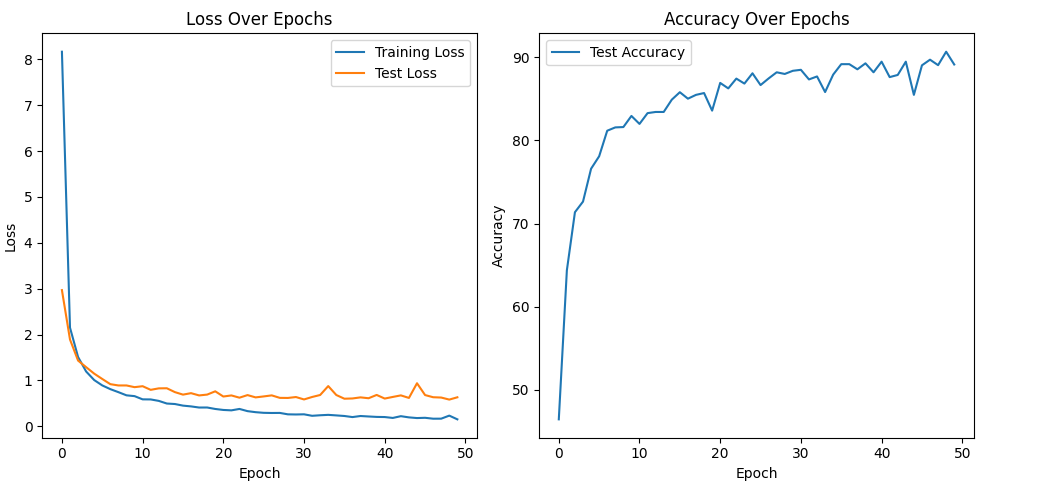 Loss Over Epochs
Training Loss
Test Loss
8
7
6
5
4
3
2
1
0
Loss
0 10 20 30 40 50
Epoch
Accuracy Over Epochs
Test Accuracy
90
80
70
60
50
Accuracy
0 10 20 30 40 50
Epoch